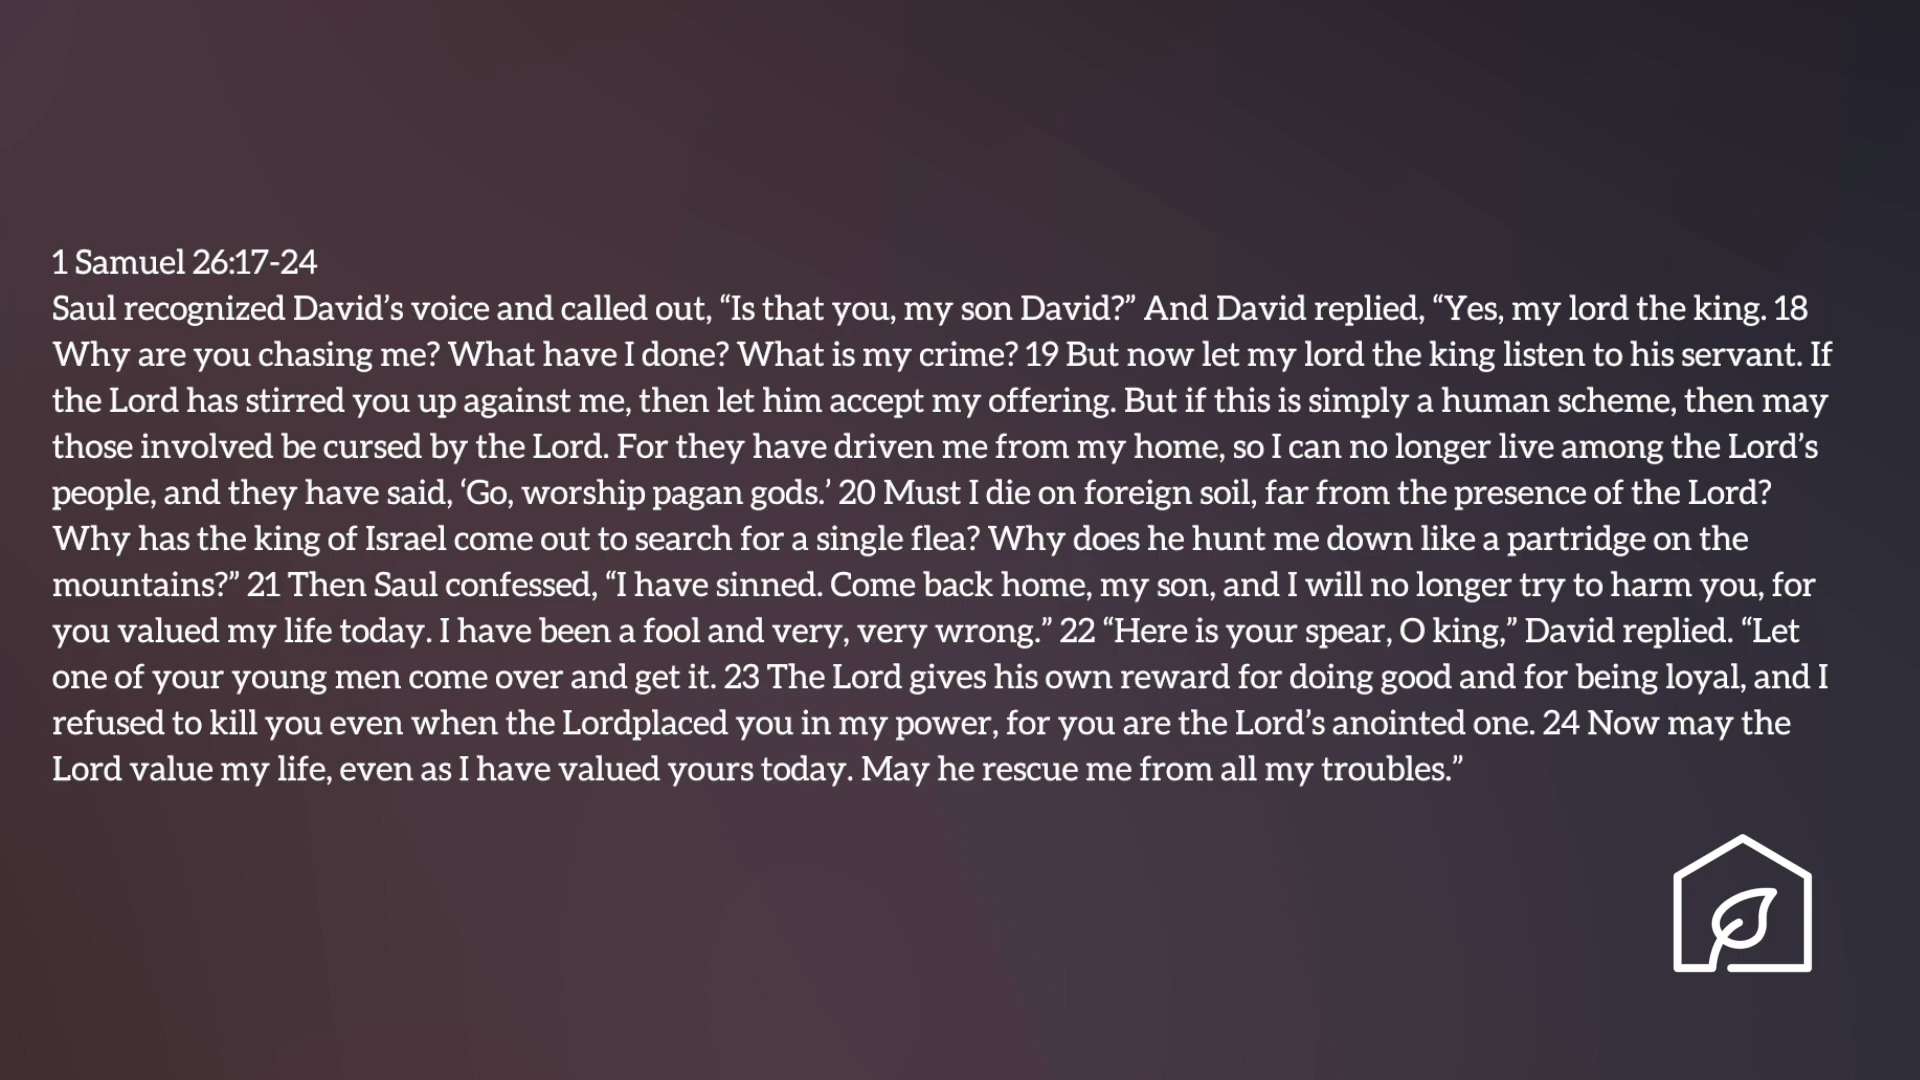 1 Samuel 26:17-24
Saul recognized David’s voice and called out, “Is that you, my son David?” And David replied, “Yes, my lord the king. 18
Why are you chasing me? What have I done? What is my crime? 19 But now let my lord the king listen to his servant. If
the Lord has stirred you up against me, then let him accept my offering. But if this is simply a human scheme, then may
those involved be cursed by the Lord. For they have driven me from my home, so I can no longer live among the Lord’s
people, and they have said, ‘Go, worship pagan gods.’ 20 Must I die on foreign soil, far from the presence of the Lord?
Why has the king of Israel come out to search for a single flea? Why does he hunt me down like a partridge on the
mountains?” 21 Then Saul confessed, “I have sinned. Come back home, my son, and I will no longer try to harm you, for
you valued my life today. I have been a fool and very, very wrong.” 22 “Here is your spear, O king,” David replied. “Let
one of your young men come over and get it. 23 The Lord gives his own reward for doing good and for being loyal, and I
refused to kill you even when the Lordplaced you in my power, for you are the Lord’s anointed one. 24 Now may the
Lord value my life, even as I have valued yours today. May he rescue me from all my troubles.”